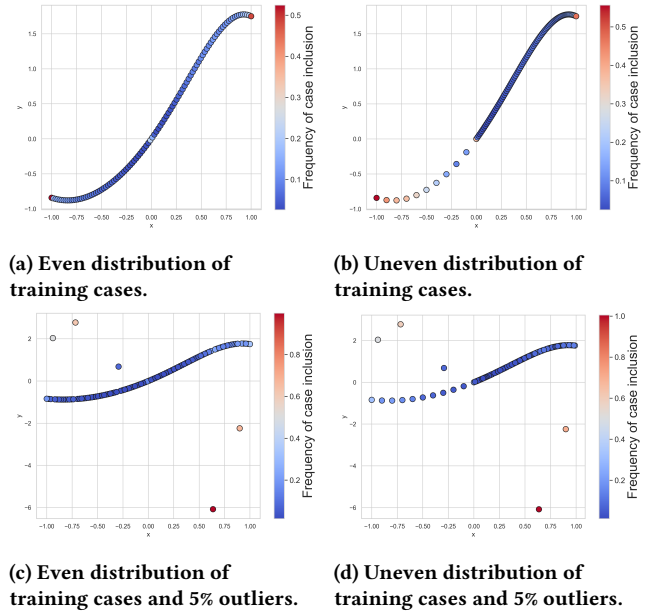 1.5
1.0
0.5
0.0
−0.5
−1.0
y
−1.00 −0.75 −0.50 −0.25 0.00 0.25 0.50 0.75 1.00
x
0.5
0.4
0.3
0.2
0.1
Frequency of case inclusion
1.5
1.0
0.5
0.0
−0.5
−1.0
y
−1.00 −0.75 −0.50 −0.25 0.00 0.25 0.50 0.75 1.00
x
0.5
0.4
0.3
0.2
0.1
Frequency of case inclusion
(a) Even distribution of
training cases.
(b) Uneven distribution of
training cases.
2
0
−2
−4
−6
y
−1.00 −0.75 −0.50 −0.25 0.00 0.25 0.50 0.75 1.00
x
0.8
0.6
0.4
0.2
Frequency of case inclusion
2
0
−2
−4
−6
y
−1.00 −0.75 −0.50 −0.25 0.00 0.25 0.50 0.75 1.00
x
1.0
0.8
0.6
0.4
0.2
Frequency of case inclusion
(c) Even distribution of
training cases and 5% outliers.
(d) Uneven distribution of
training cases and 5% outliers.